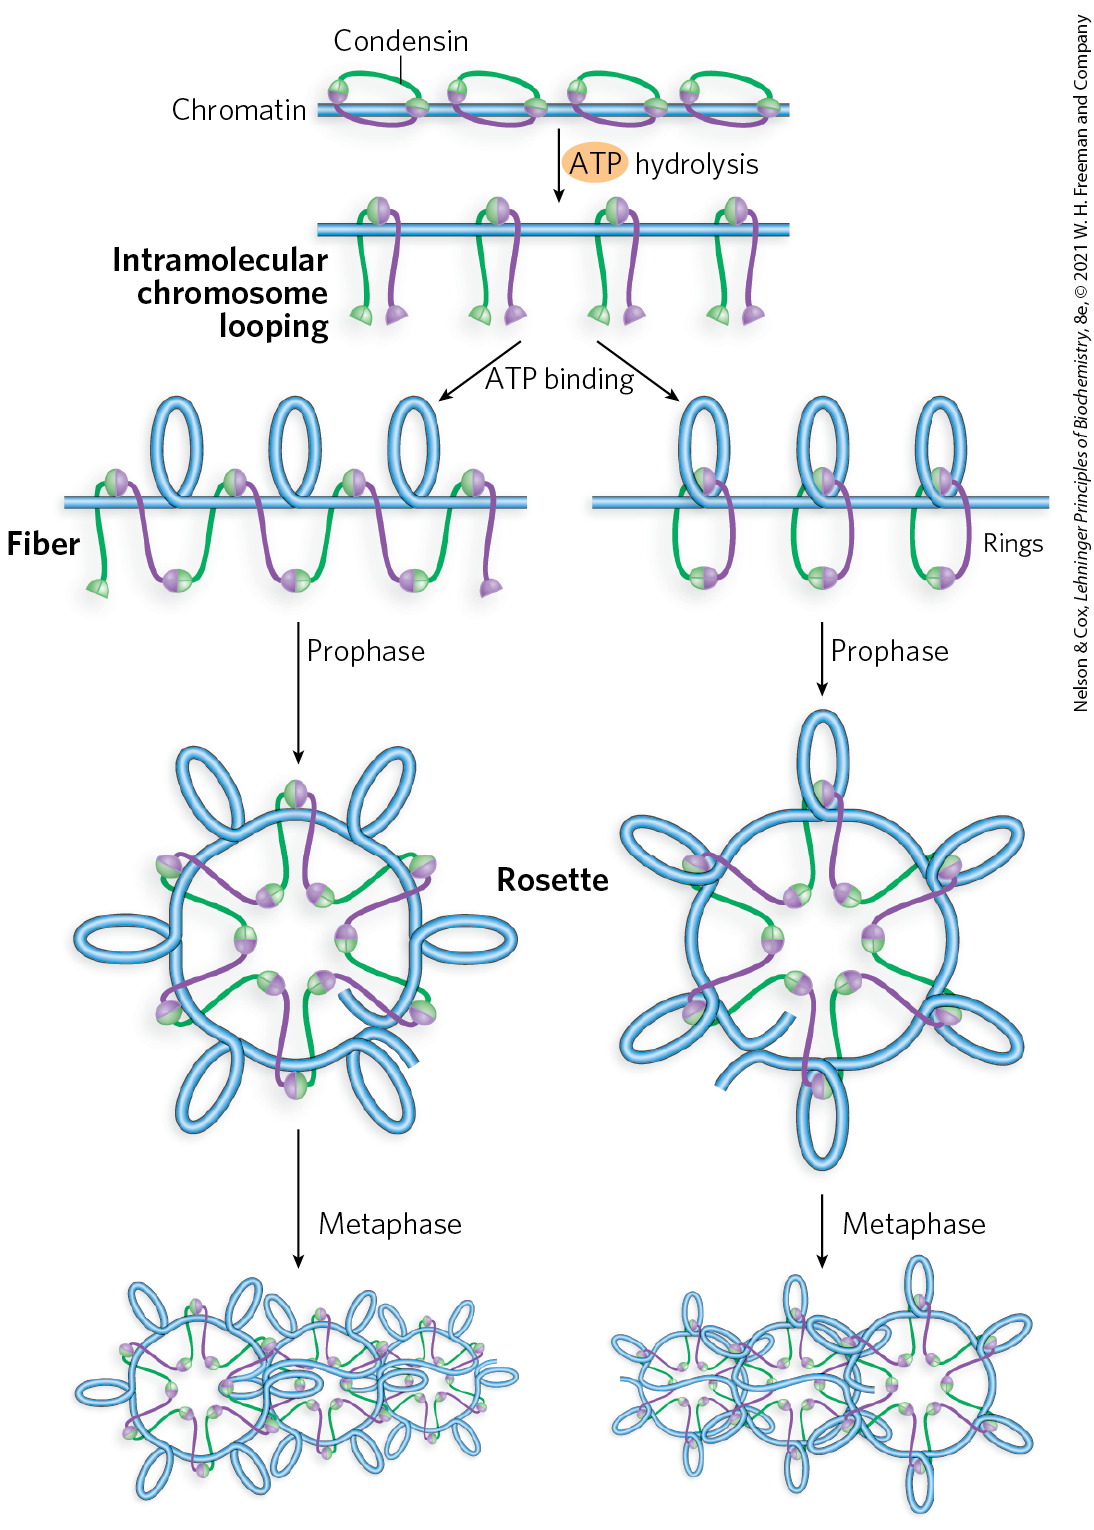 Condensin
Chromatin
ATP hydrolysis
Intramolecular
chromosome
looping
ATP binding
Fiber
Rings
Prophase
Prophase
Rosette
Metaphase
Metaphase
Nelson & Cox, Lehninger Principles of Biochemistry, 8e, © 2021 W. H. Freeman and Company